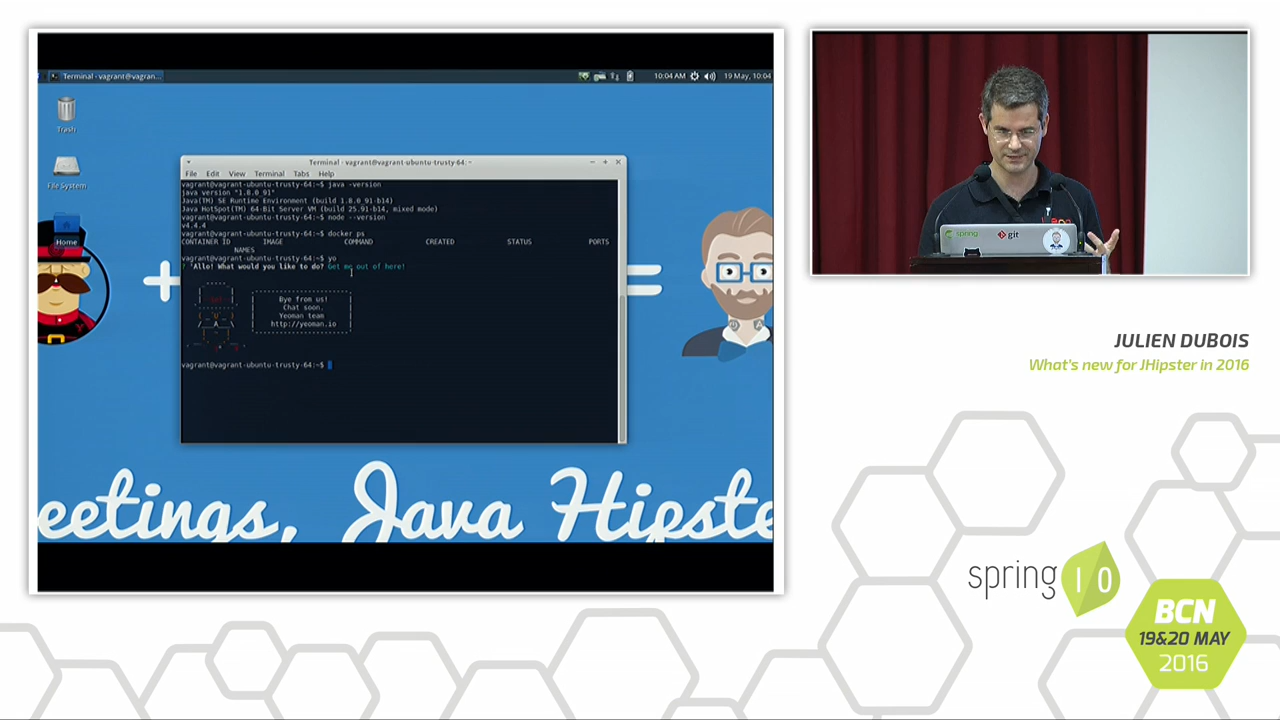 Terminal - vagrant@vagran...
10:04 AM
19 May, 10:04
Trash
File System
Home
Terminal - vagrant@vagrant-ubuntu-trusty-64: ~
File Edit View Terminal Tabs Help
vagrant@vagrant-ubuntu-trusty-64:~$ java -version
java version "1.8.0_91"
Java(TM) SE Runtime Environment (build 1.8.0_91-b14)
Java HotSpot(TM) 64-Bit Server VM (build 25.91-b14, mixed mode)
vagrant@vagrant-ubuntu-trusty-64:~$ node --version
v4.4.4
vagrant@vagrant-ubuntu-trusty-64:~$ docker ps
CONTAINER ID IMAGE COMMAND CREATED STATUS PORTS
NAMES
vagrant@vagrant-ubuntu-trusty-64:~$ yo
? 'Allo! What would you like to do? Get me out of here!
Bye from us!
Chat soon.
Yeoman team
http://yeoman.io
vagrant@vagrant-ubuntu-trusty-64:~$
eetings, Java Hipste
spring
git
JULIEN DUBOIS
What's new for JHipster in 2016
spring IO
BCN
19&20 MAY
2016